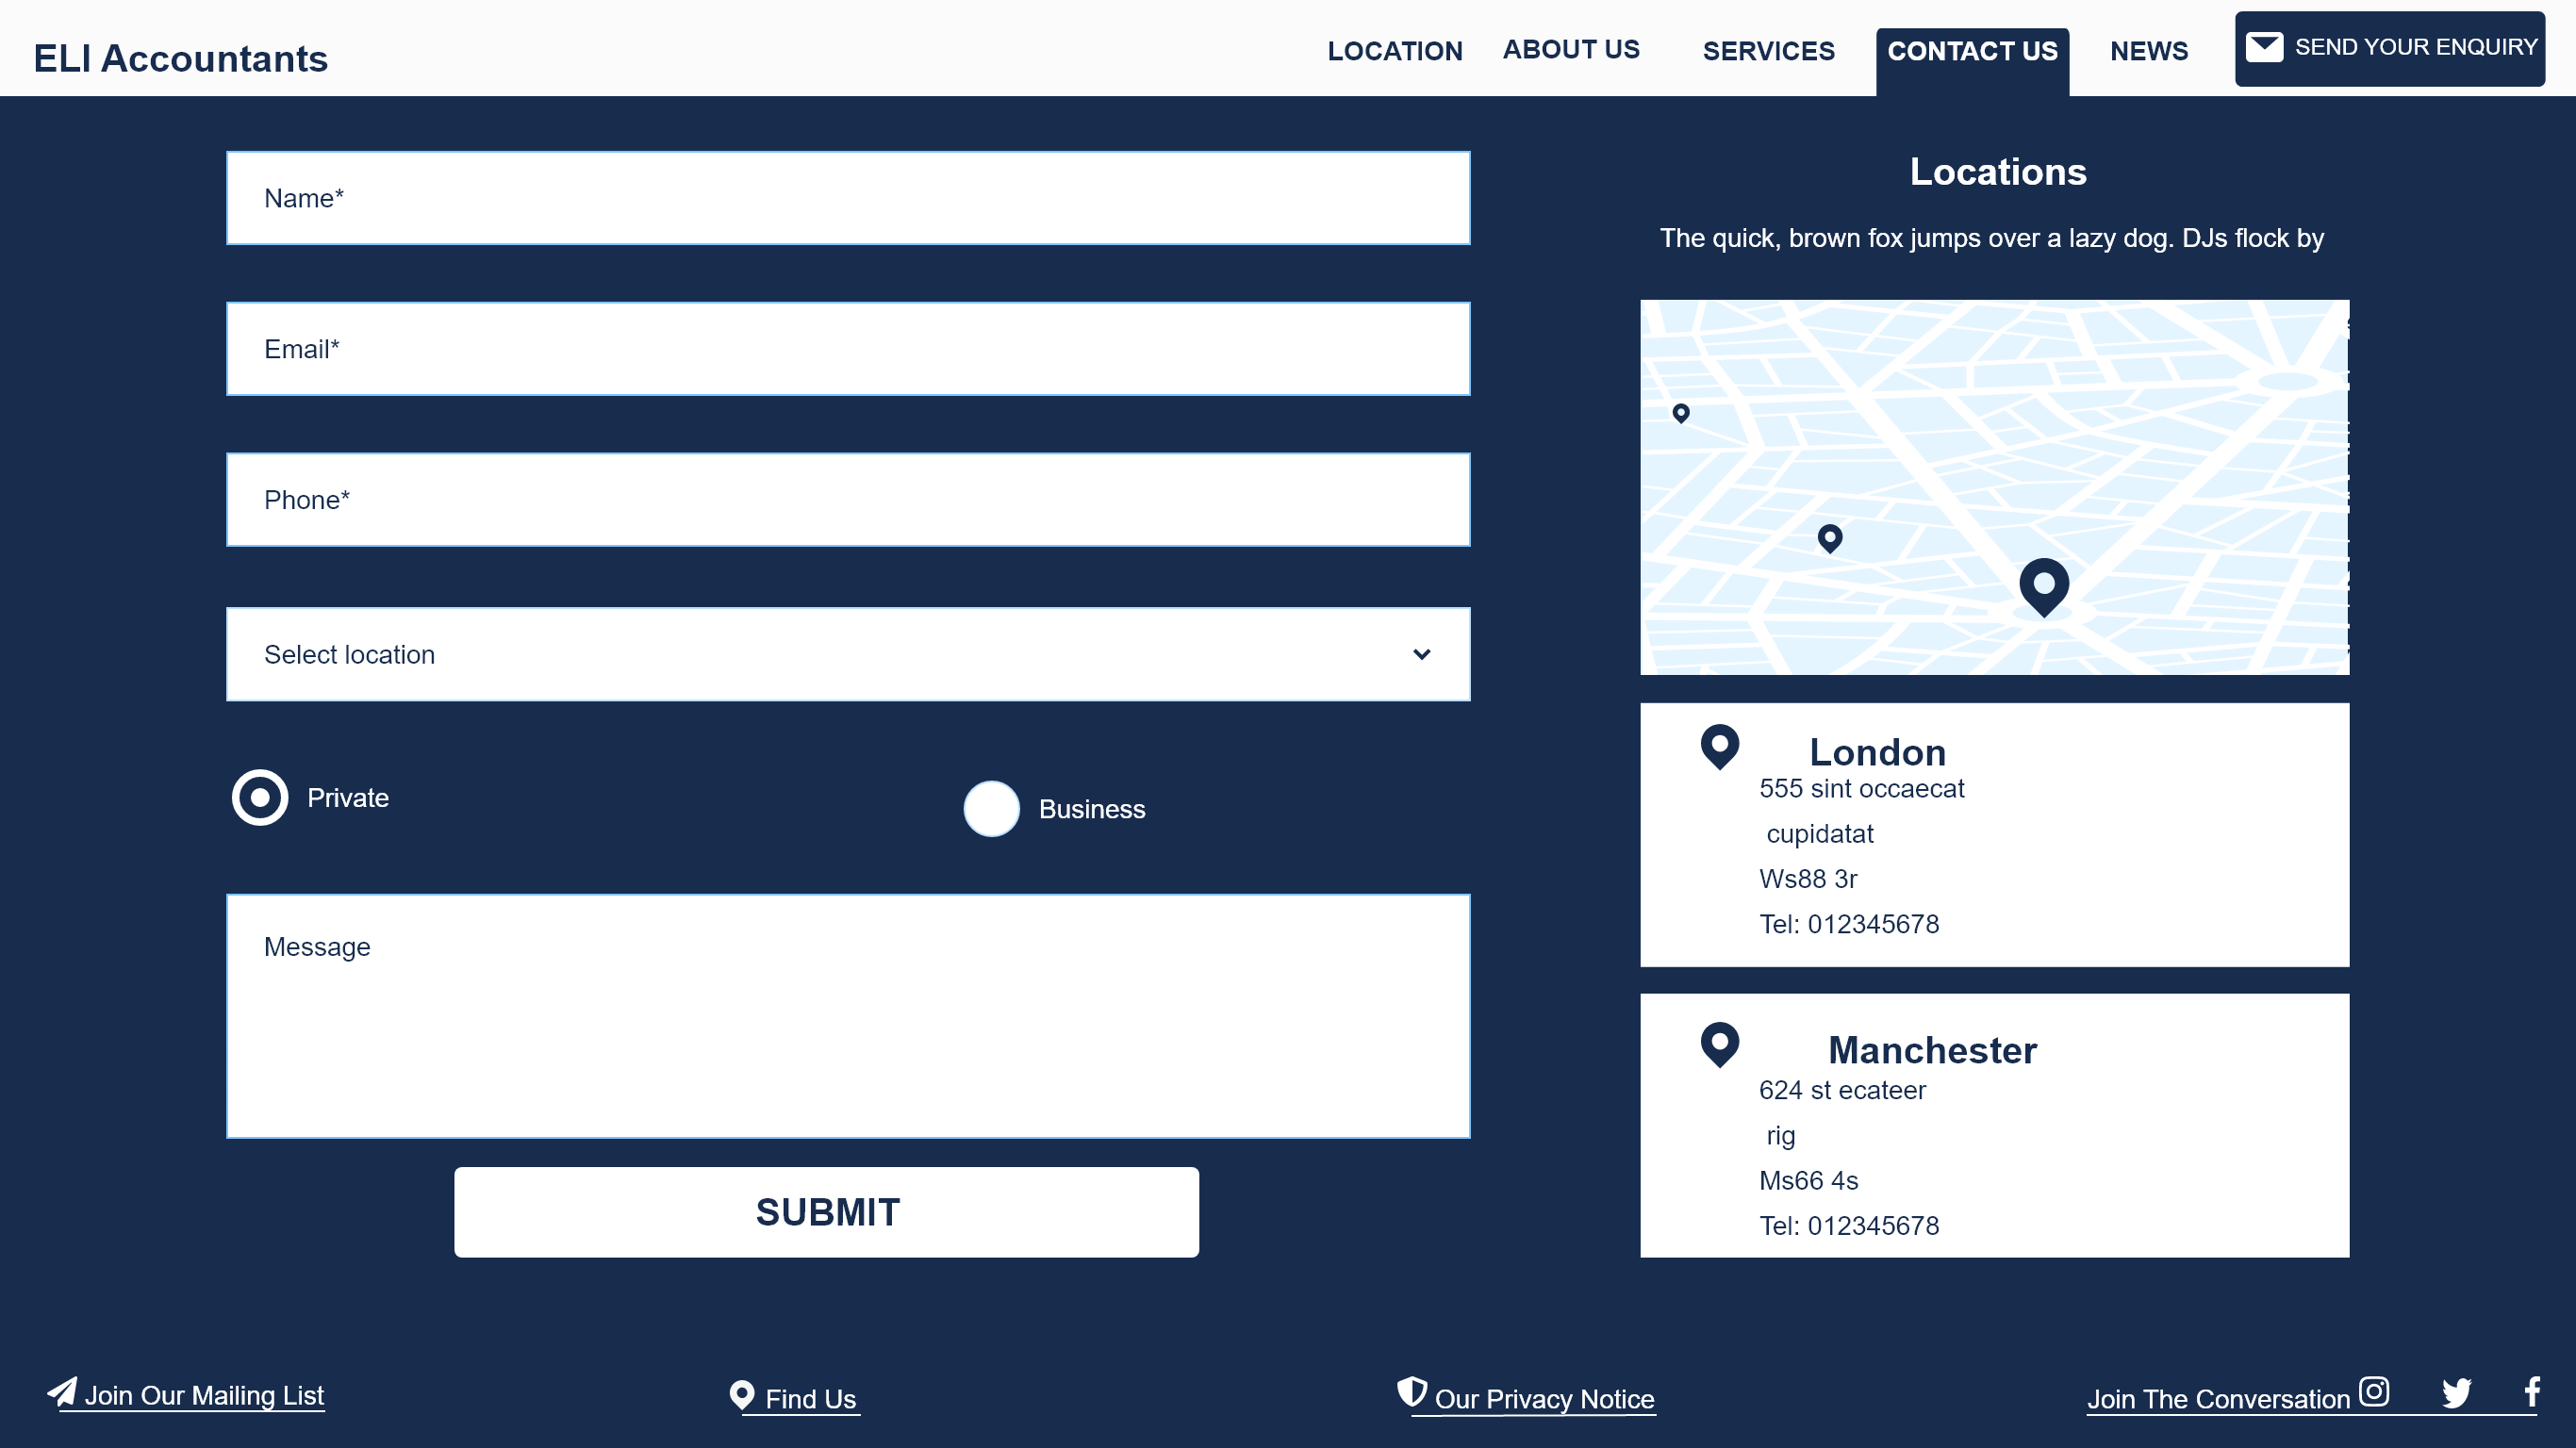 ELI Accountants
LOCATION
ABOUT US
SERVICES
CONTACT US
NEWS
SEND YOUR ENQUIRY
Name*
Email*
Phone*
Select location
Private
Business
Message
SUBMIT
Locations
The quick, brown fox jumps over a lazy dog. DJs flock by
London
555 sint occaecat
cupidatat
Ws88 3r
Tel: 012345678
Manchester
624 st ecateer
rig
Ms66 4s
Tel: 012345678
Join Our Mailing List
Find Us
Our Privacy Notice
Join The Conversation